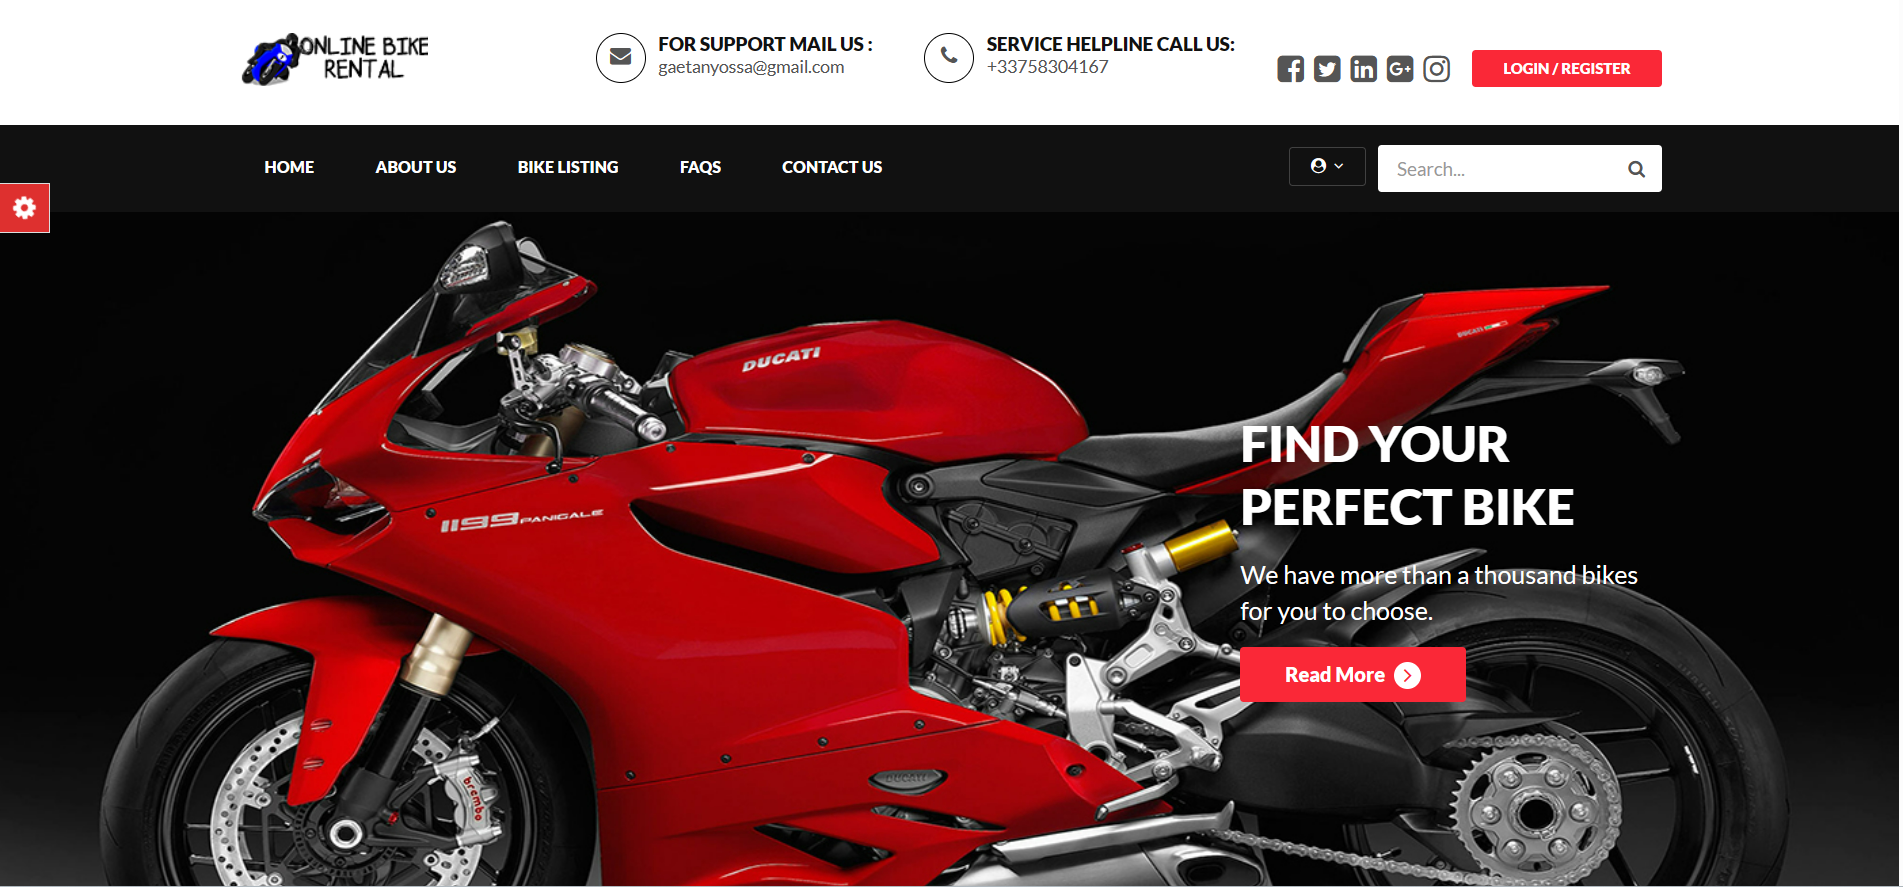 ONLINE BIKE
RENTAL
FOR SUPPORT MAIL US :
gaetanyossa@gmail.com
SERVICE HELPLINE CALL US:
+33758304167
LOGIN / REGISTER
HOME
ABOUT US
BIKE LISTING
FAQS
CONTACT US
Search...
DUCATI
DUCATI
1199 PANIGALE
FIND YOUR
PERFECT BIKE
We have more than a thousand bikes
for you to choose.
Read More
DUCATI
brembo